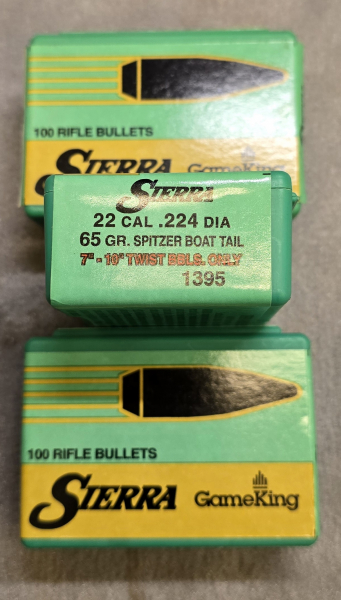 100 RIFLE BULLETS
SIERRA GameKing
SIERRA
22 CAL .224 DIA
65 GR. SPITZER BOAT TAIL
7" - 10" TWIST BBLS. ONLY
1395
100 RIFLE BULLETS
SIERRA GameKing